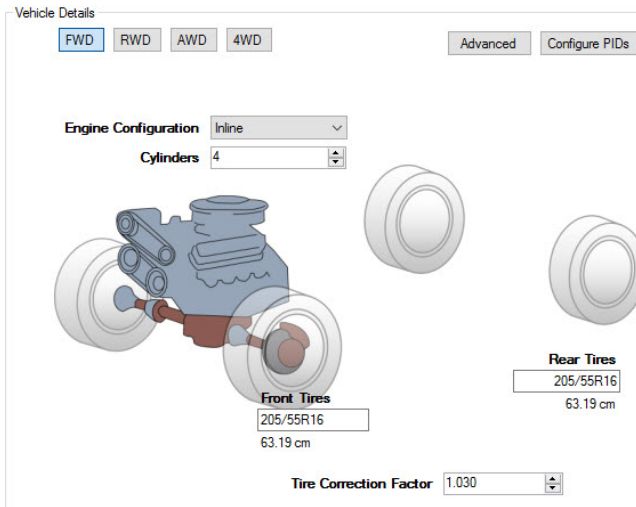 Vehicle Details
FWD RWD AWD 4WD Advanced Configure PIDs
Engine Configuration Inline
Cylinders 4
Rear Tires
205/55R16
63.19 cm
Front Tires
205/55R16
63.19 cm
Tire Correction Factor 1.030